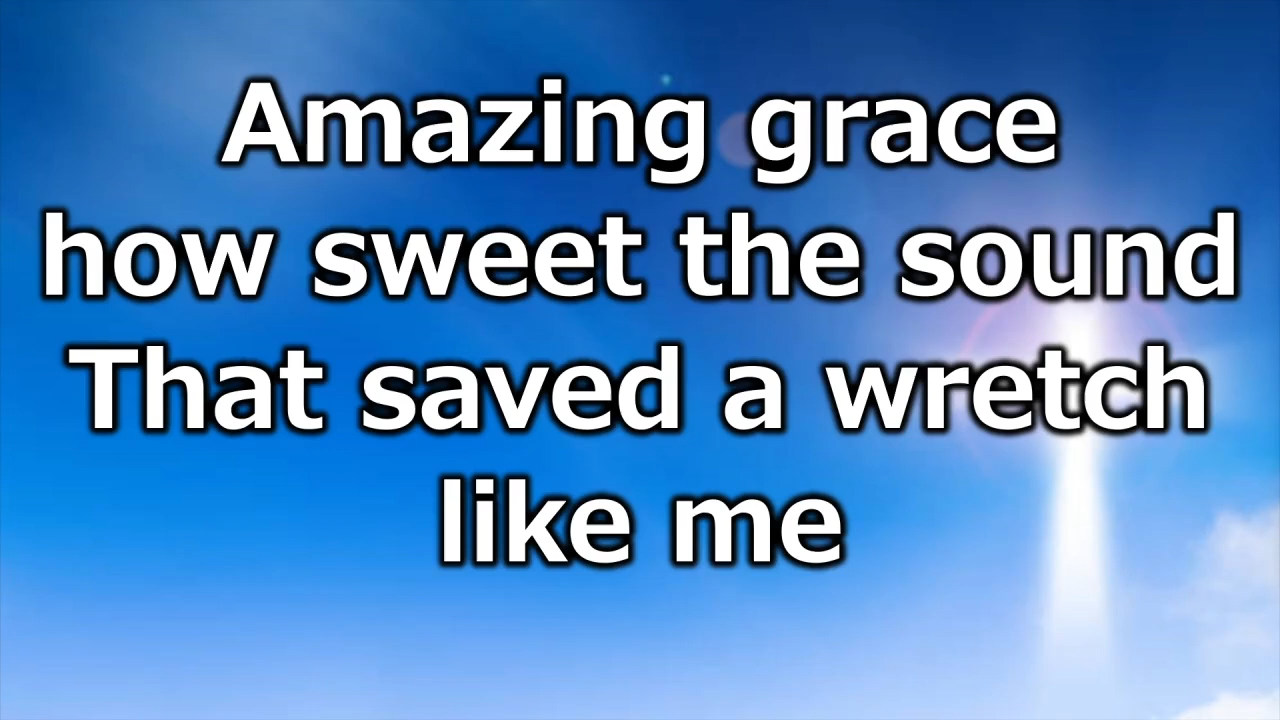 Amazing grace
how sweet the sound
That saved a wretch
like me